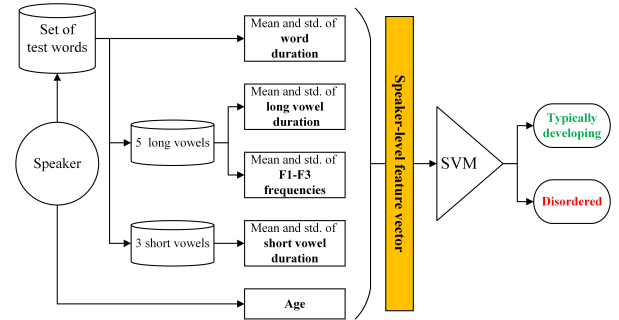 Set of
test words
Speaker
5 long vowels
3 short vowels
Mean and std. of
word
duration
Mean and std. of
long vowel
duration
Mean and std. of
F1-F3
frequencies
Mean and std. of
short vowel
duration
Age
Speaker-level feature vector
SVM
Typically
developing
Disordered